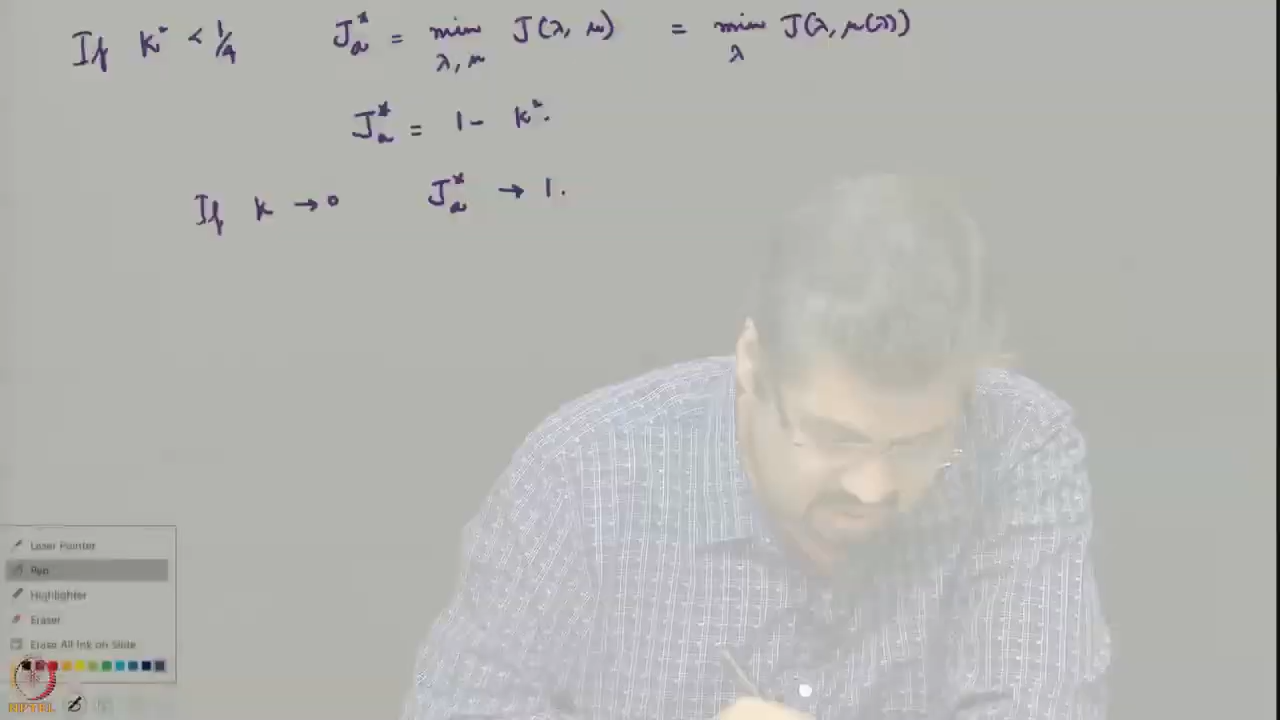 If k² < 1/4 J*ₐ = min J(λ, μ) = min J(λ, μ(λ))
λ, μ λ
J*ₐ = 1 - k².
If k → 0 J*ₐ → 1.
Laser Pointer
Pen
Highlighter
Eraser
Erase All Ink on Slide
NPTEL